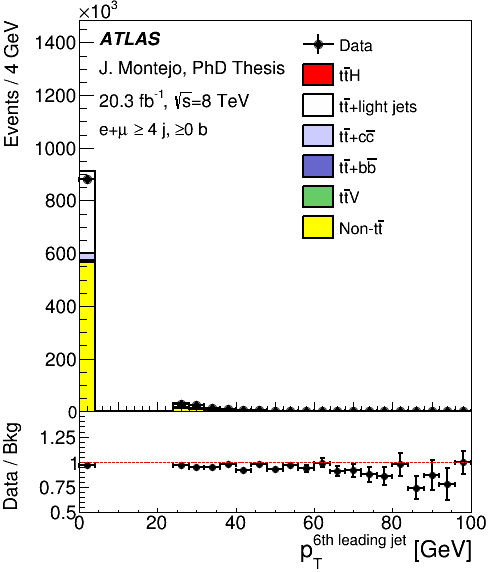 ×10³
Events / 4 GeV
1400
1200
1000
800
600
400
200
0
ATLAS
J. Montejo, PhD Thesis
20.3 fb⁻¹, √s=8 TeV
e+μ ≥ 4 j, ≥0 b
Data
tt̅H
tt̅+light jets
tt̅+cc̅
tt̅+bb̅
tt̅V
Non-tt̅
Data / Bkg
1.25
1
0.75
0.5
0 20 40 60 80 100
p_T^6th leading jet [GeV]